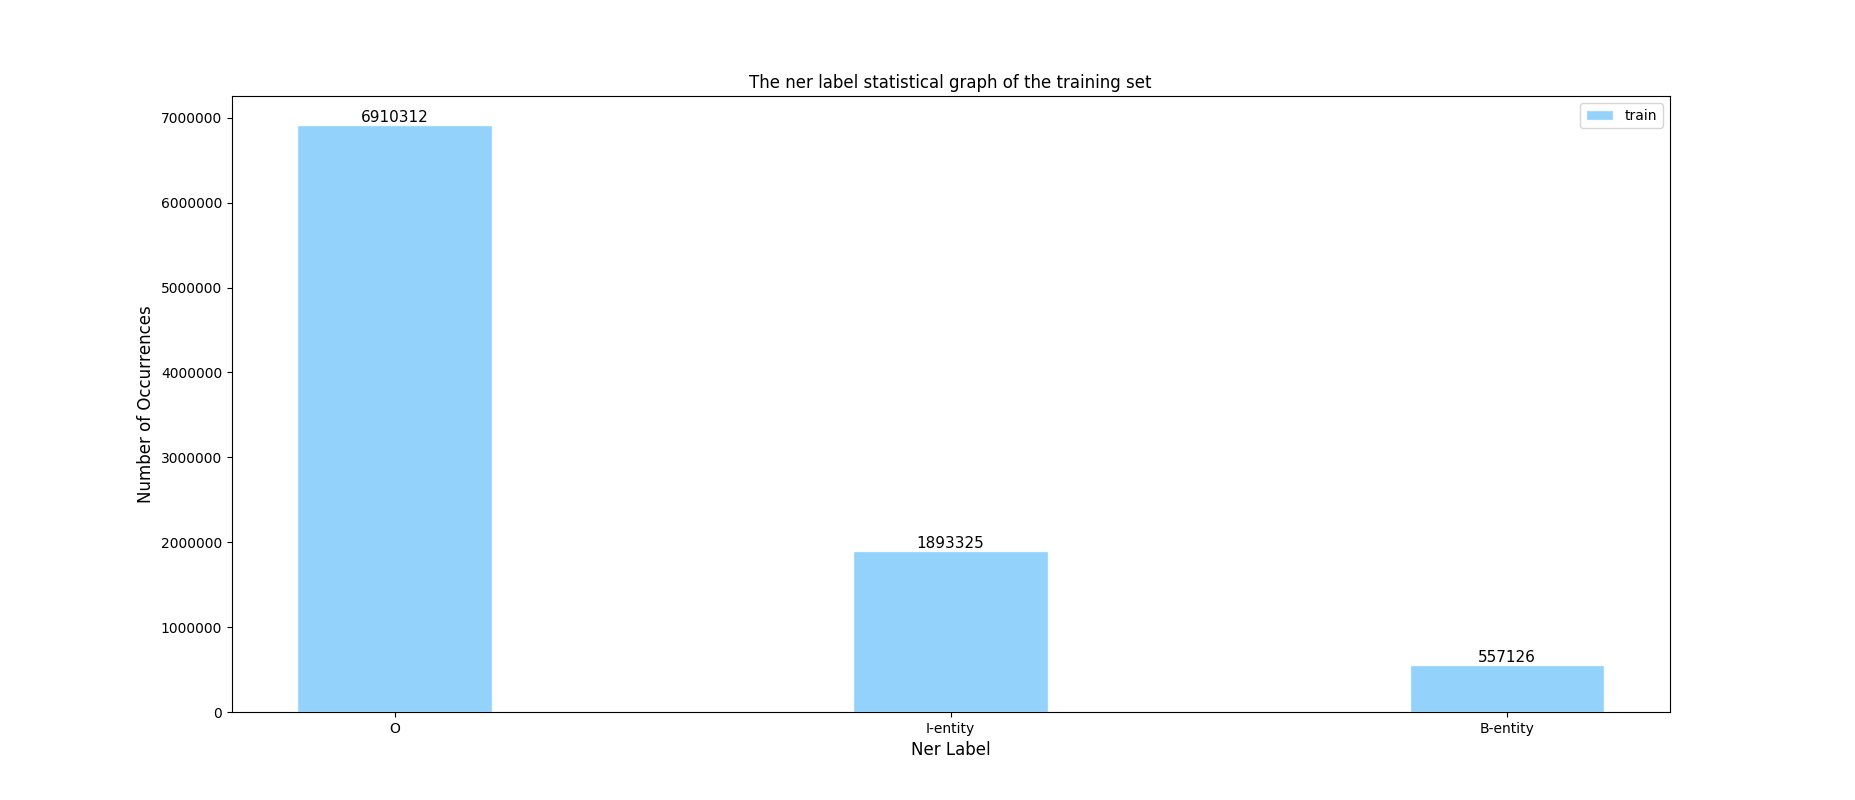 The ner label statistical graph of the training set
train
7000000
6000000
5000000
4000000
3000000
2000000
1000000
0
Number of Occurrences
6910312
1893325
557126
O
I-entity
B-entity
Ner Label